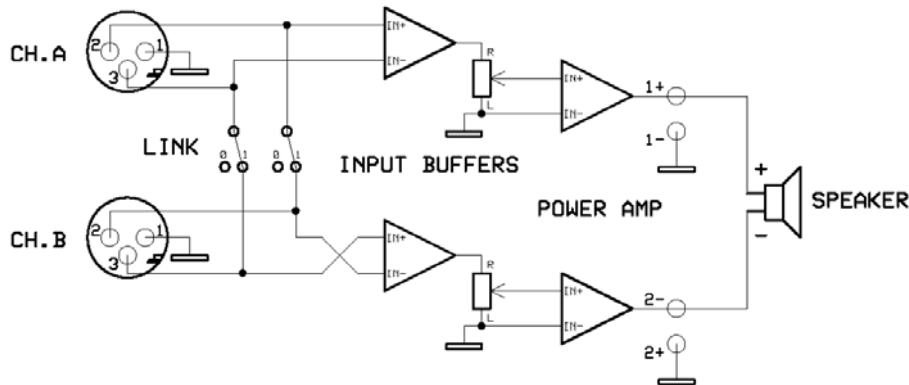 CH.A
2 1
3
IN+
IN-
R
L
IN+
IN-
1+
1-
LINK
0 1 0 1
INPUT BUFFERS
POWER AMP
+
SPEAKER
-
CH.B
2 1
3
IN+
IN-
R
L
IN+
IN-
2-
2+